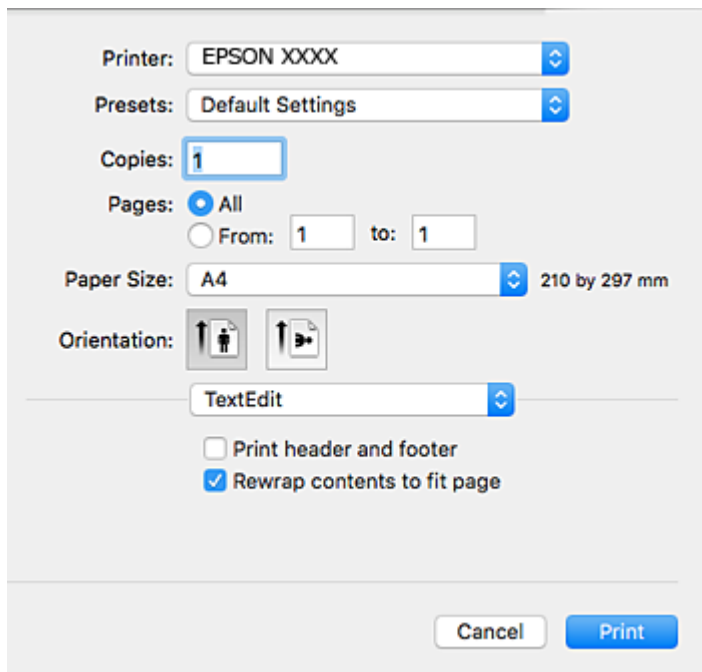 Printer: EPSON XXXX
Presets: Default Settings
Copies: 1
Pages: All
From: 1 to: 1
Paper Size: A4 210 by 297 mm
Orientation:
TextEdit
Print header and footer
Rewrap contents to fit page
Cancel Print